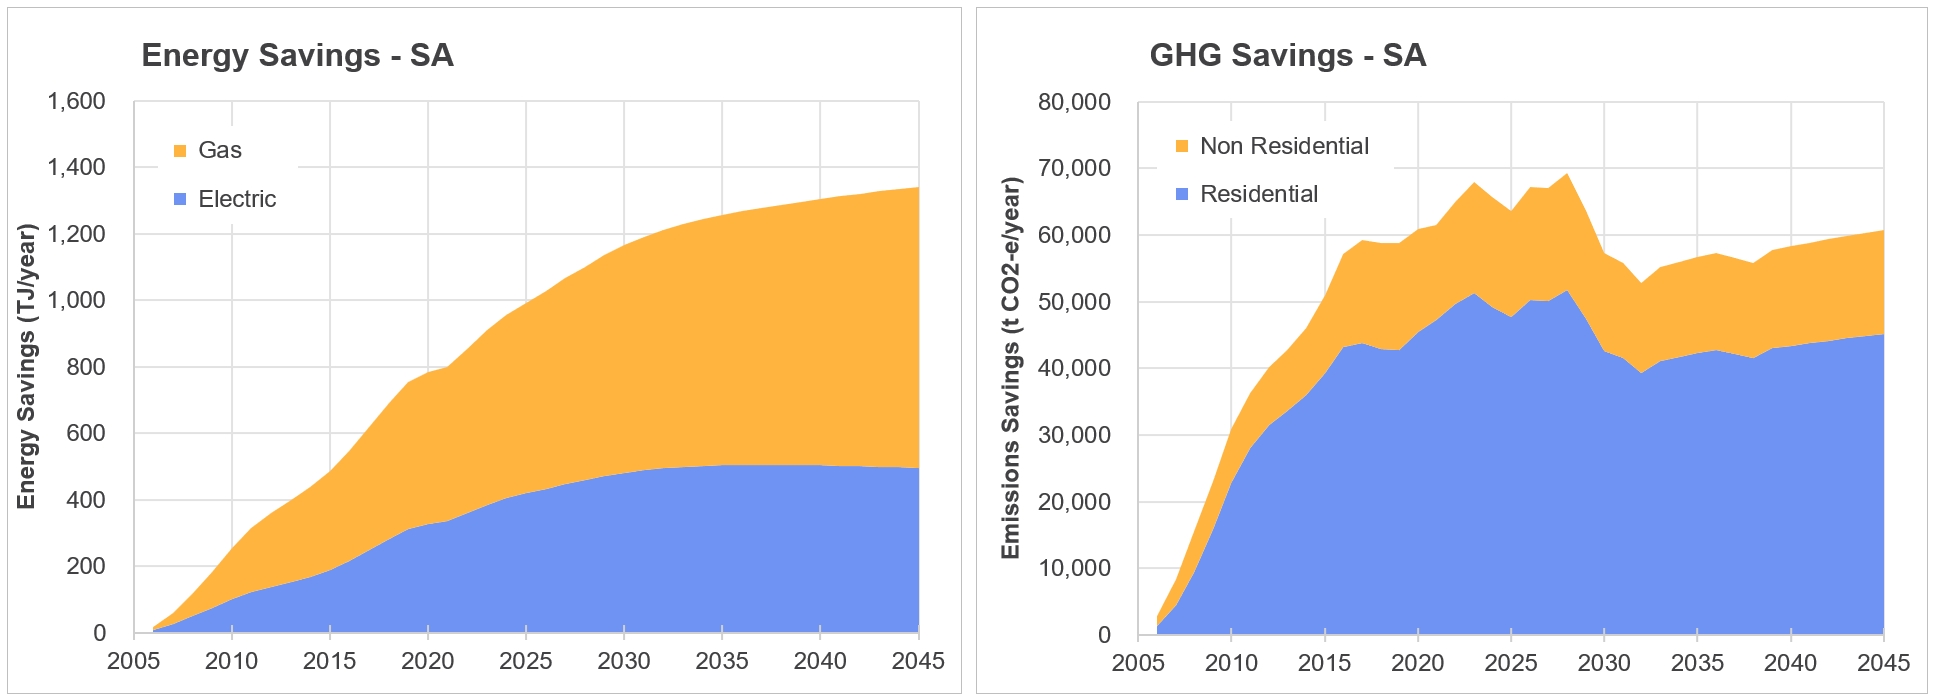 Energy Savings - SA
Energy Savings (TJ/year)
1,600
1,400
1,200
1,000
800
600
400
200
0
Gas
Electric
2005 2010 2015 2020 2025 2030 2035 2040 2045
GHG Savings - SA
Emissions Savings (t CO2-e/year)
80,000
70,000
60,000
50,000
40,000
30,000
20,000
10,000
0
Non Residential
Residential
2005 2010 2015 2020 2025 2030 2035 2040 2045